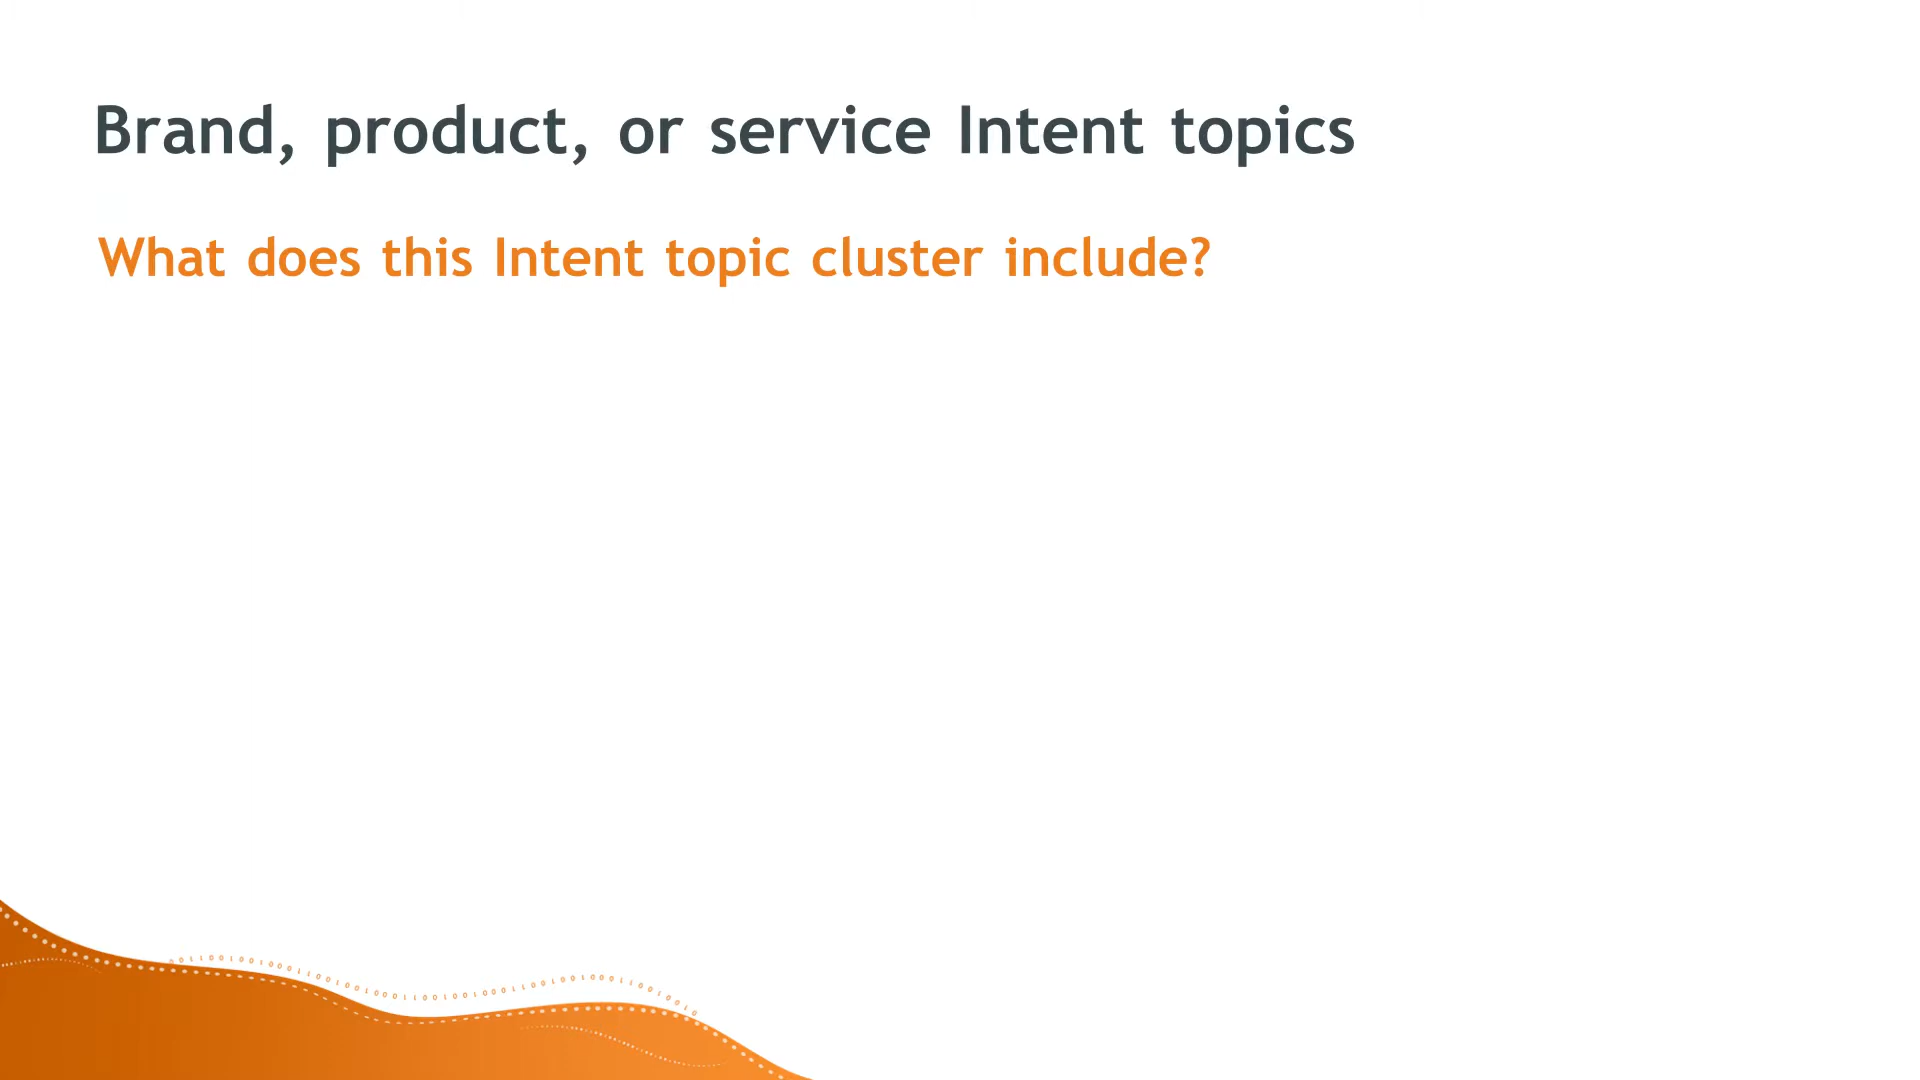 Brand, product, or service Intent topics
What does this Intent topic cluster include?